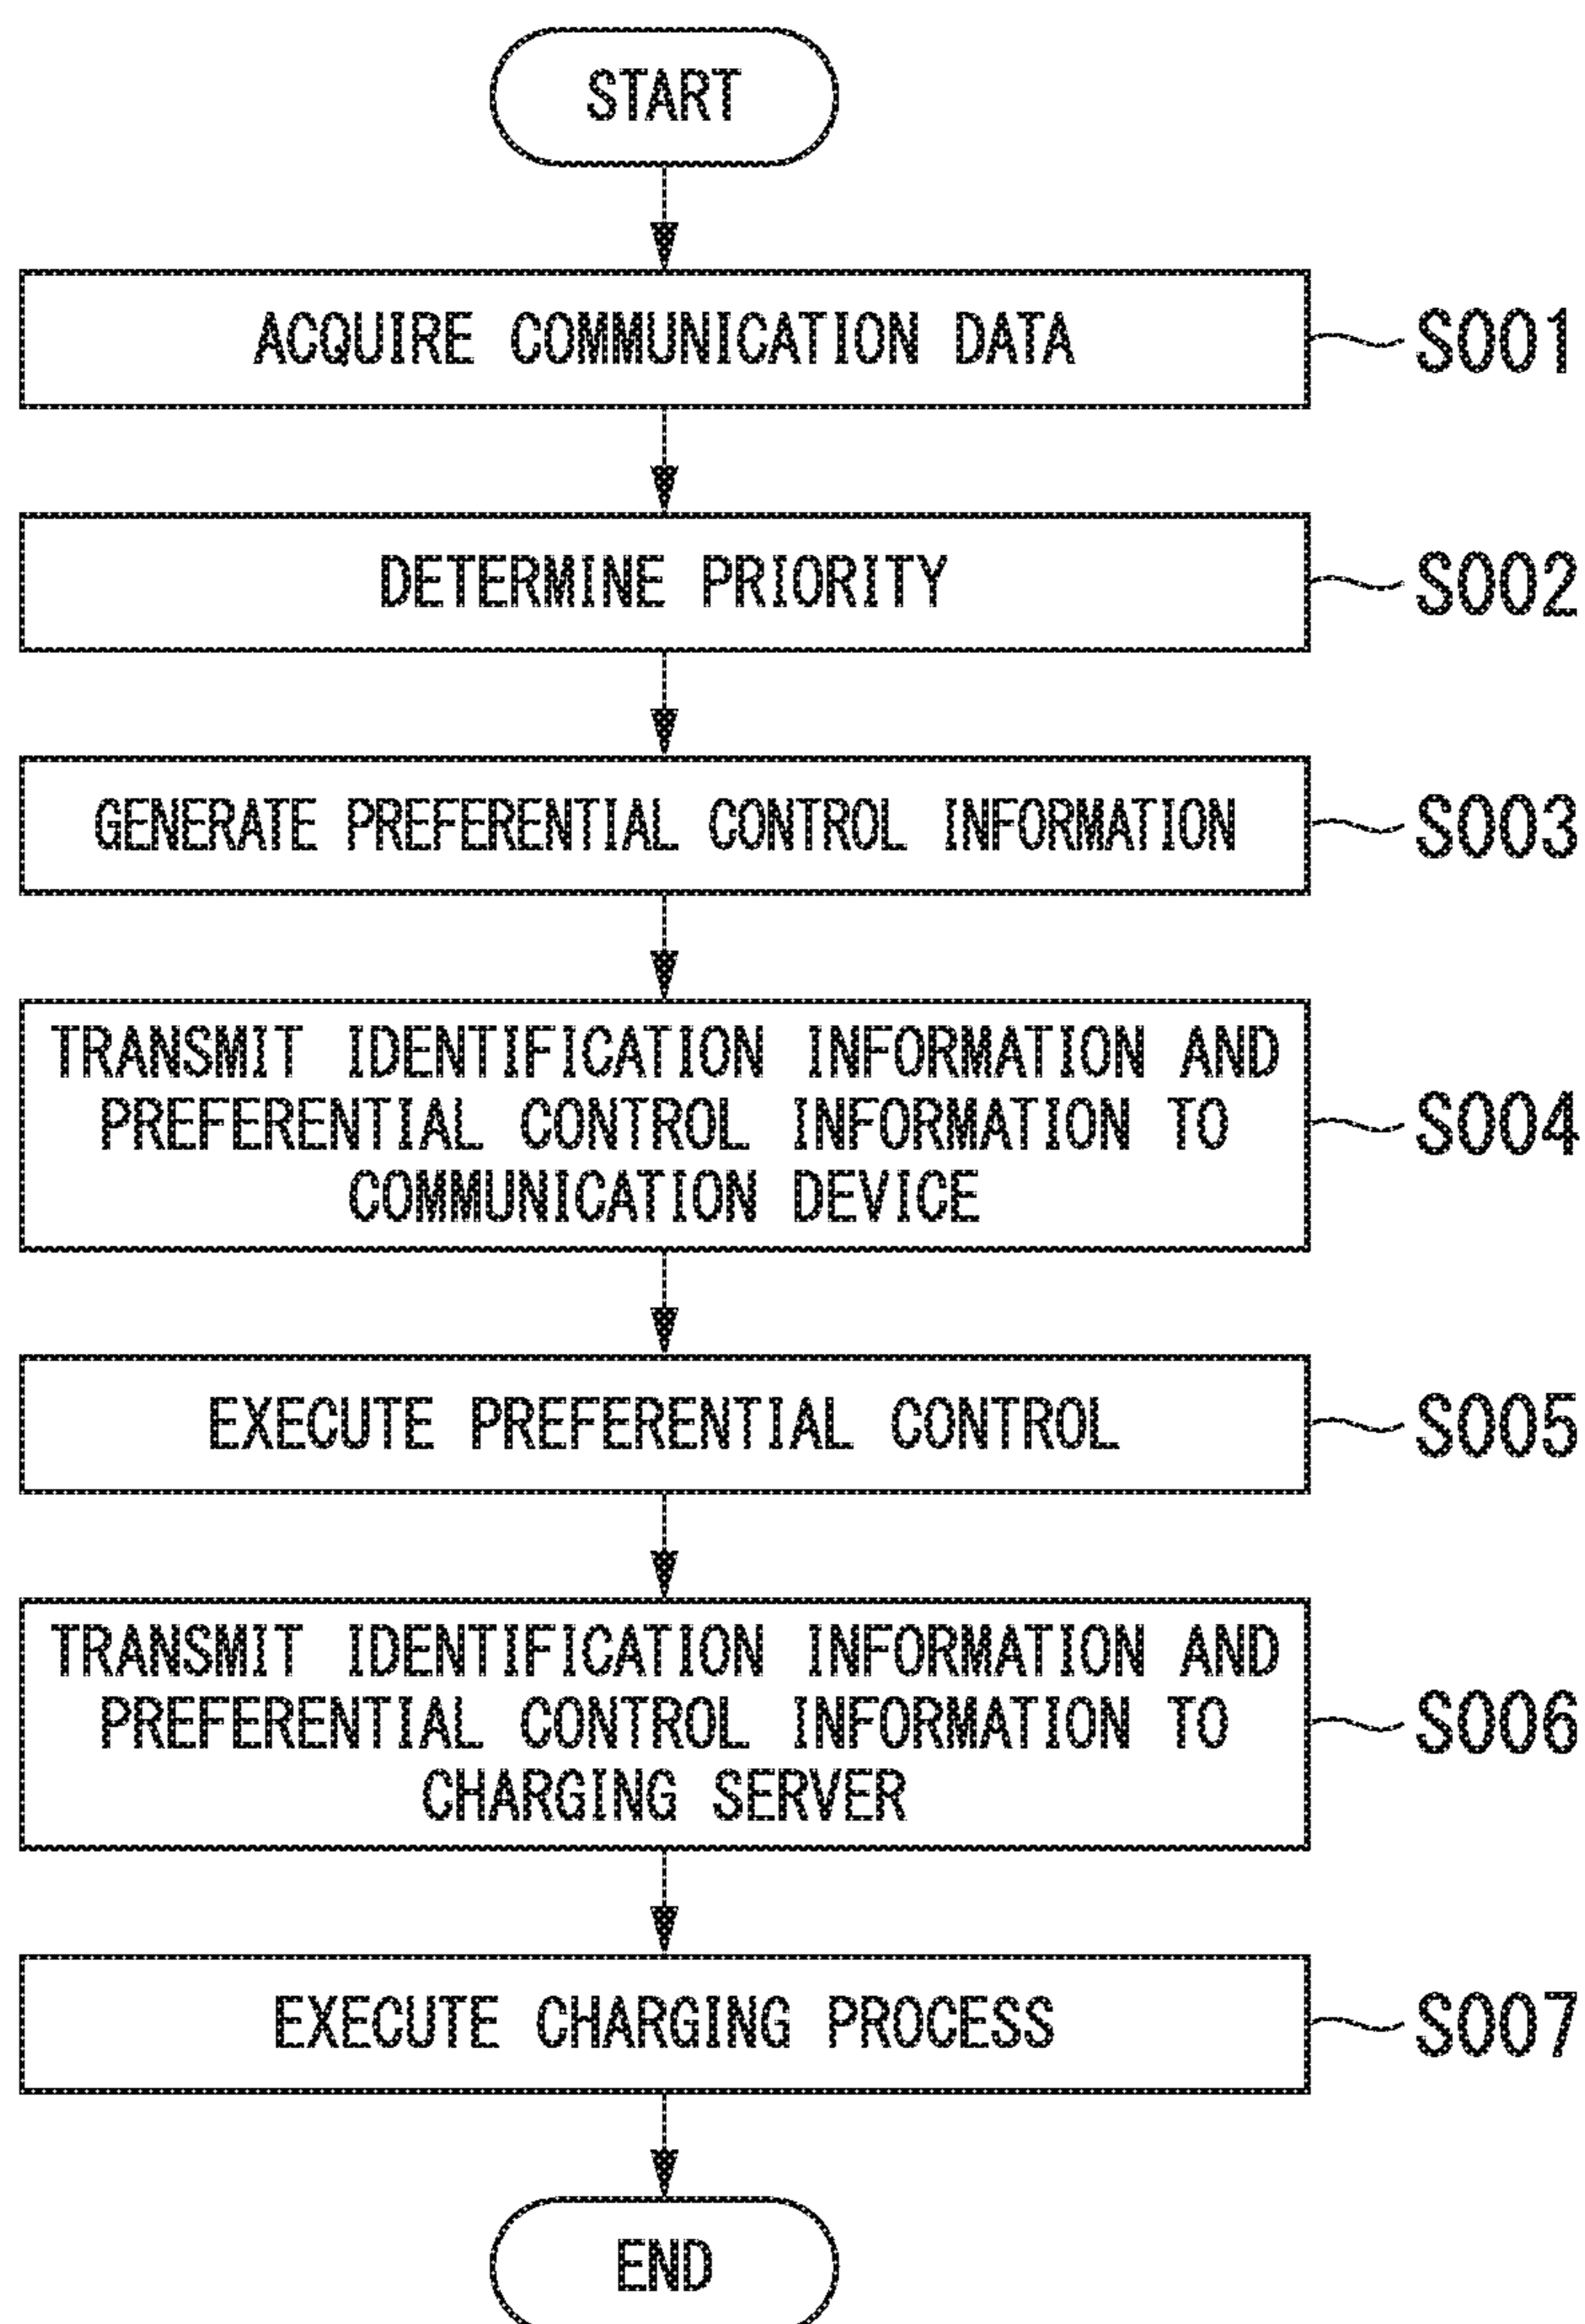 START
ACQUIRE COMMUNICATION DATA
S001
DETERMINE PRIORITY
S002
GENERATE PREFERENTIAL CONTROL INFORMATION
S003
TRANSMIT IDENTIFICATION INFORMATION AND
PREFERENTIAL CONTROL INFORMATION TO
COMMUNICATION DEVICE
S004
EXECUTE PREFERENTIAL CONTROL
S005
TRANSMIT IDENTIFICATION INFORMATION AND
PREFERENTIAL CONTROL INFORMATION TO
CHARGING SERVER
S006
EXECUTE CHARGING PROCESS
S007
END